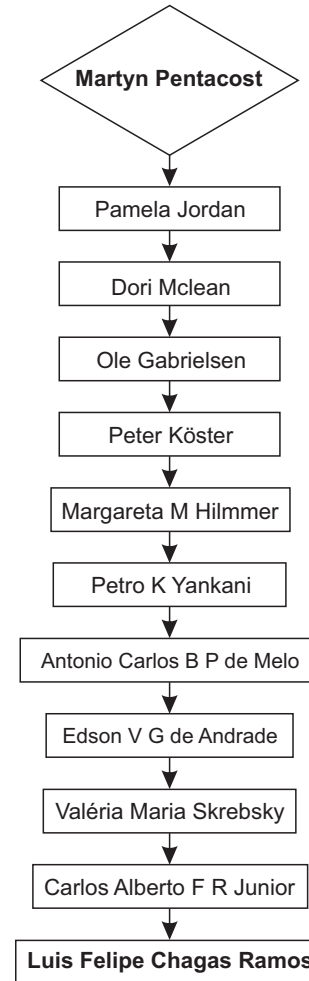 Martyn Pentacost
Pamela Jordan
Dori Mclean
Ole Gabrielsen
Peter Köster
Margareta M Hilmmer
Petro K Yankani
Antonio Carlos B P de Melo
Edson V G de Andrade
Valéria Maria Skrebsky
Carlos Alberto F R Junior
Luis Felipe Chagas Ramos